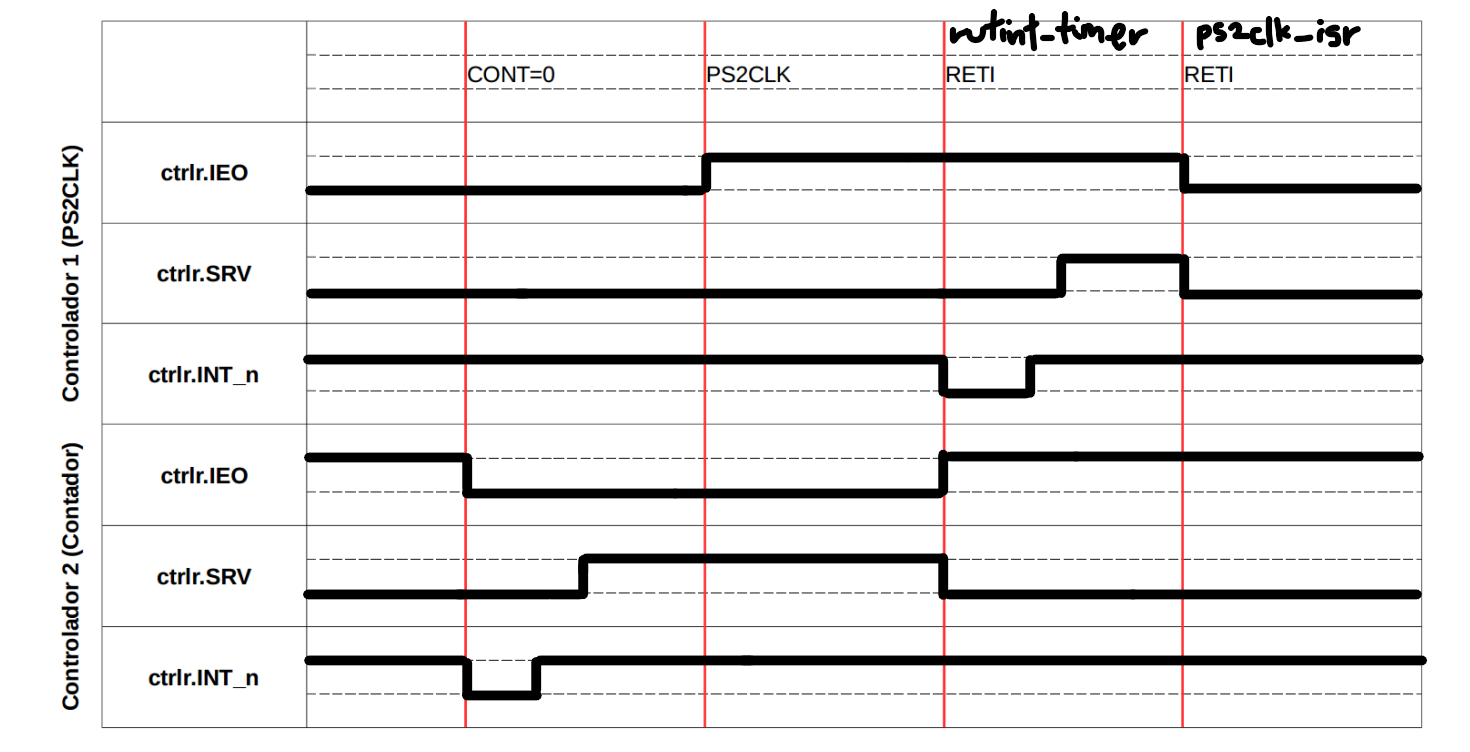 rutint_timer ps2clk_isr
CONT=0 PS2CLK RETI RETI
Controlador 1 (PS2CLK)
ctrlr.IEO
ctrlr.SRV
ctrlr.INT_n
Controlador 2 (Contador)
ctrlr.IEO
ctrlr.SRV
ctrlr.INT_n